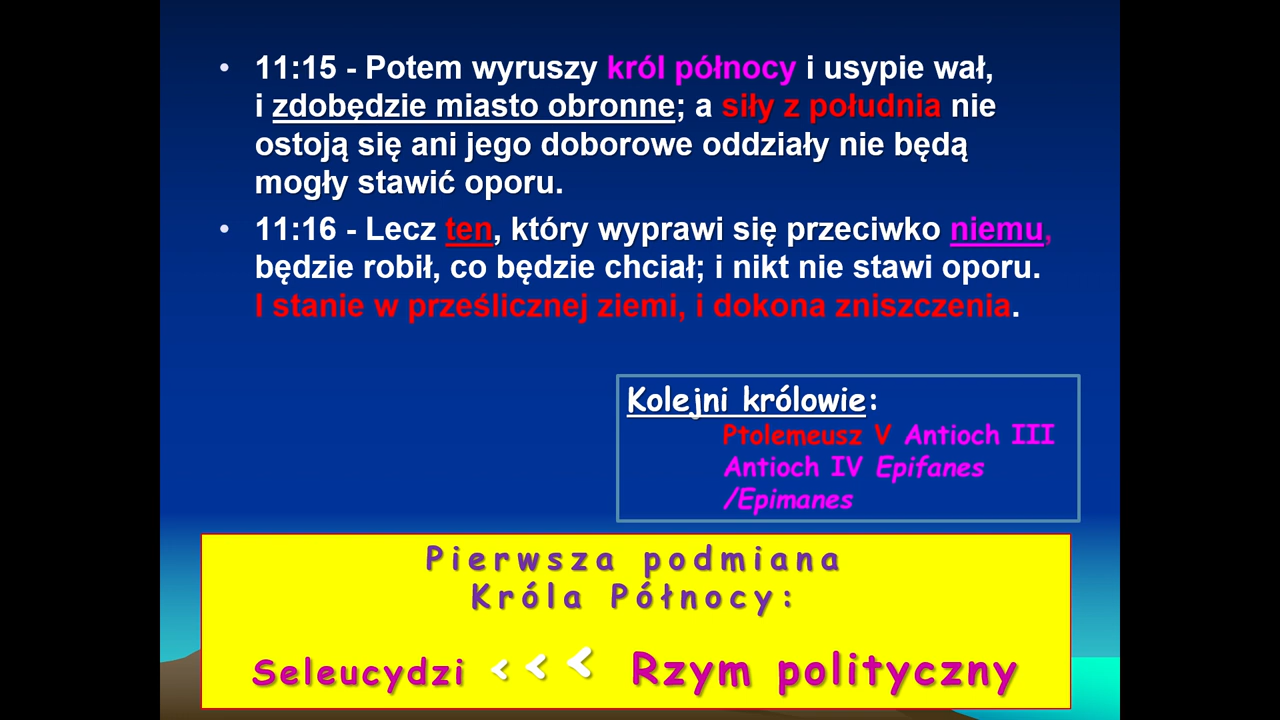 • 11:15 - Potem wyruszy król północy i usypie wał,
i zdobędzie miasto obronne; a siły z południa nie
ostoją się ani jego doborowe oddziały nie będą
mogły stawić oporu.
• 11:16 - Lecz ten, który wyprawi się przeciwko niemu,
będzie robił, co będzie chciał; i nikt nie stawi oporu.
I stanie w prześlicznej ziemi, i dokona zniszczenia.
Kolejni królowie:
Ptolemeusz V Antioch III
Antioch IV Epifanes
/Epimanes
Pierwsza podmiana
Króla Północy:
Seleucydzi < < < Rzym polityczny